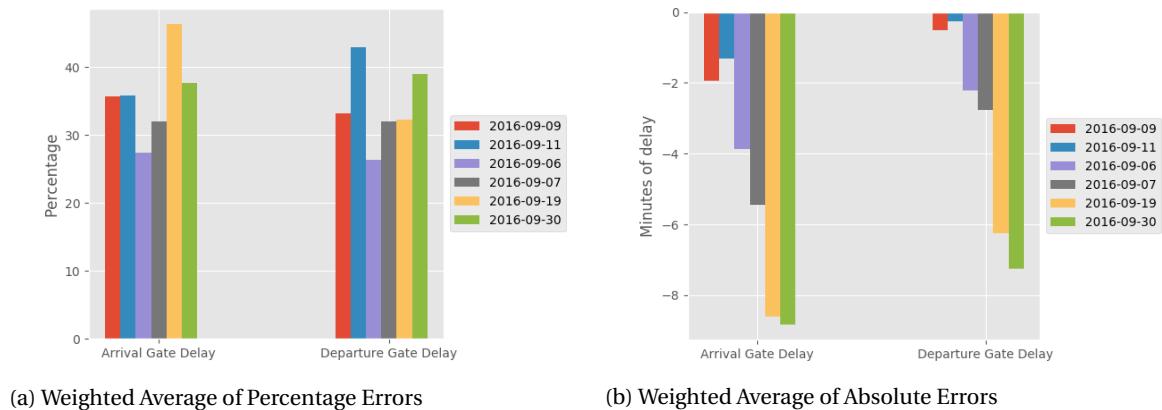 40
30
20
10
0
Percentage
Arrival Gate Delay
Departure Gate Delay
2016-09-09
2016-09-11
2016-09-06
2016-09-07
2016-09-19
2016-09-30
(a) Weighted Average of Percentage Errors
0
−2
−4
−6
−8
Minutes of delay
Arrival Gate Delay
Departure Gate Delay
2016-09-09
2016-09-11
2016-09-06
2016-09-07
2016-09-19
2016-09-30
(b) Weighted Average of Absolute Errors